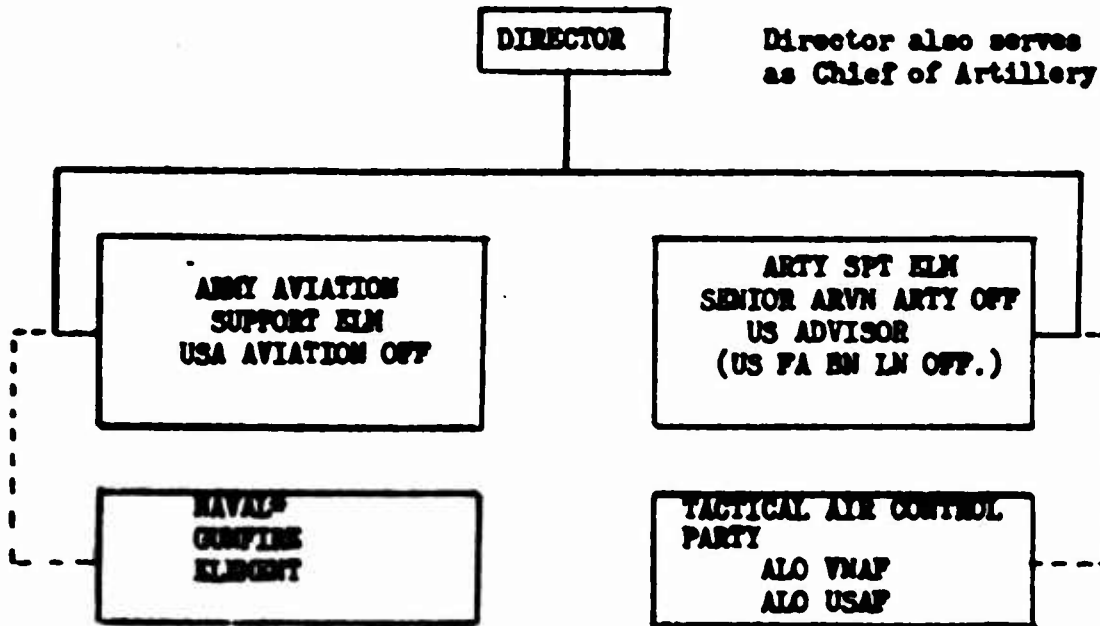 DIRECTOR
Director also serves
as Chief of Artillery
ARMY AVIATION
SUPPORT ELM
USA AVIATION OFF
ARTY SPT ELM
SENIOR ARVN ARTY OFF
US ADVISOR
(US FA BN LN OFF.)
NAVAL*
GUNFIRE
ELEMENT
TACTICAL AIR CONTROL
PARTY
ALO VNAF
ALO USAF